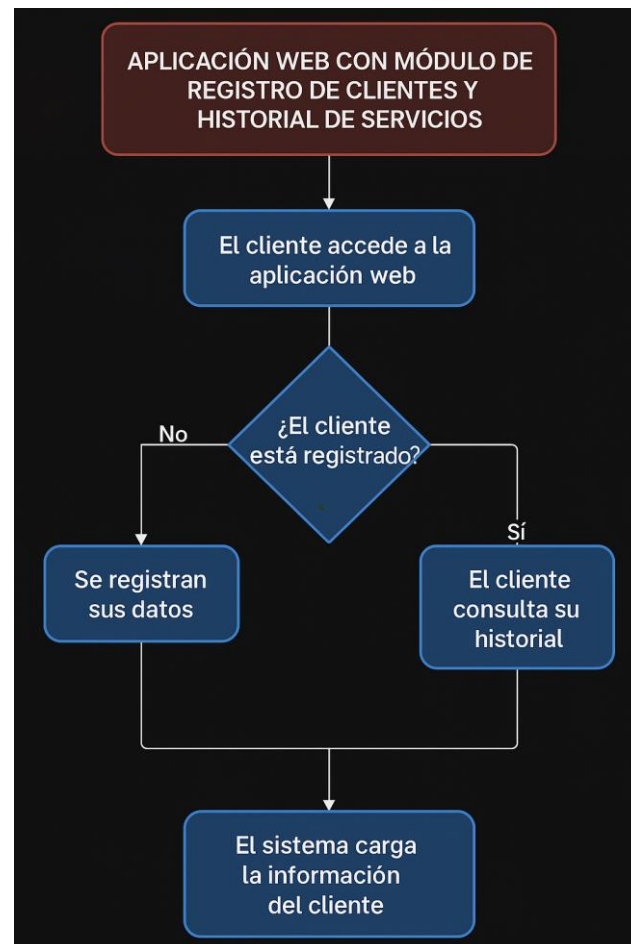 APLICACIÓN WEB CON MÓDULO DE
REGISTRO DE CLIENTES Y
HISTORIAL DE SERVICIOS
El cliente accede a la
aplicación web
¿El cliente
está registrado?
No
Sí
Se registran
sus datos
El cliente
consulta su
historial
El sistema carga
la información
del cliente